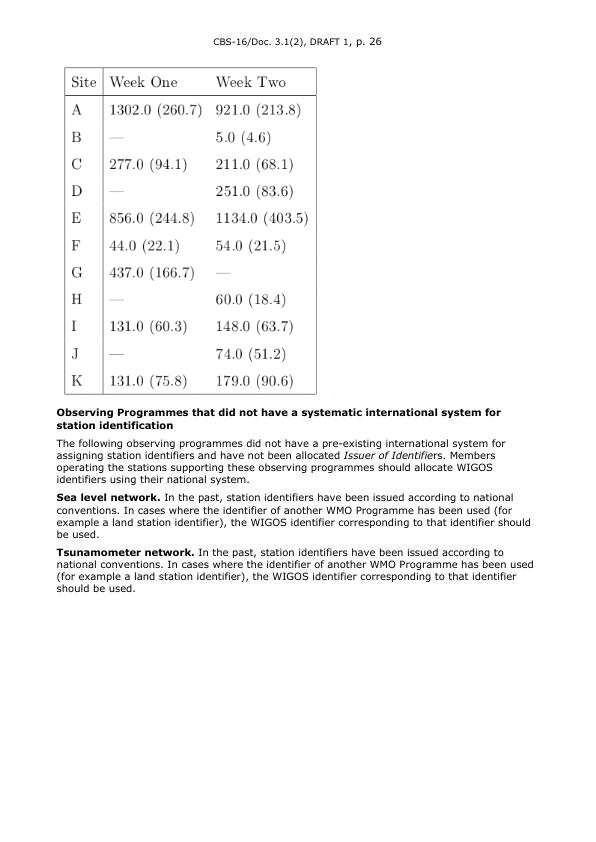 CBS-16/Doc. 3.1(2), DRAFT 1, p. 26
Site Week One Week Two
A 1302.0 (260.7) 921.0 (213.8)
B — 5.0 (4.6)
C 277.0 (94.1) 211.0 (68.1)
D — 251.0 (83.6)
E 856.0 (244.8) 1134.0 (403.5)
F 44.0 (22.1) 54.0 (21.5)
G 437.0 (166.7) —
H — 60.0 (18.4)
I 131.0 (60.3) 148.0 (63.7)
J — 74.0 (51.2)
K 131.0 (75.8) 179.0 (90.6)
Observing Programmes that did not have a systematic international system for
station identification
The following observing programmes did not have a pre-existing international system for
assigning station identifiers and have not been allocated Issuer of Identifiers. Members
operating the stations supporting these observing programmes should allocate WIGOS
identifiers using their national system.
Sea level network. In the past, station identifiers have been issued according to national
conventions. In cases where the identifier of another WMO Programme has been used (for
example a land station identifier), the WIGOS identifier corresponding to that identifier should
be used.
Tsunamometer network. In the past, station identifiers have been issued according to
national conventions. In cases where the identifier of another WMO Programme has been used
(for example a land station identifier), the WIGOS identifier corresponding to that identifier
should be used.